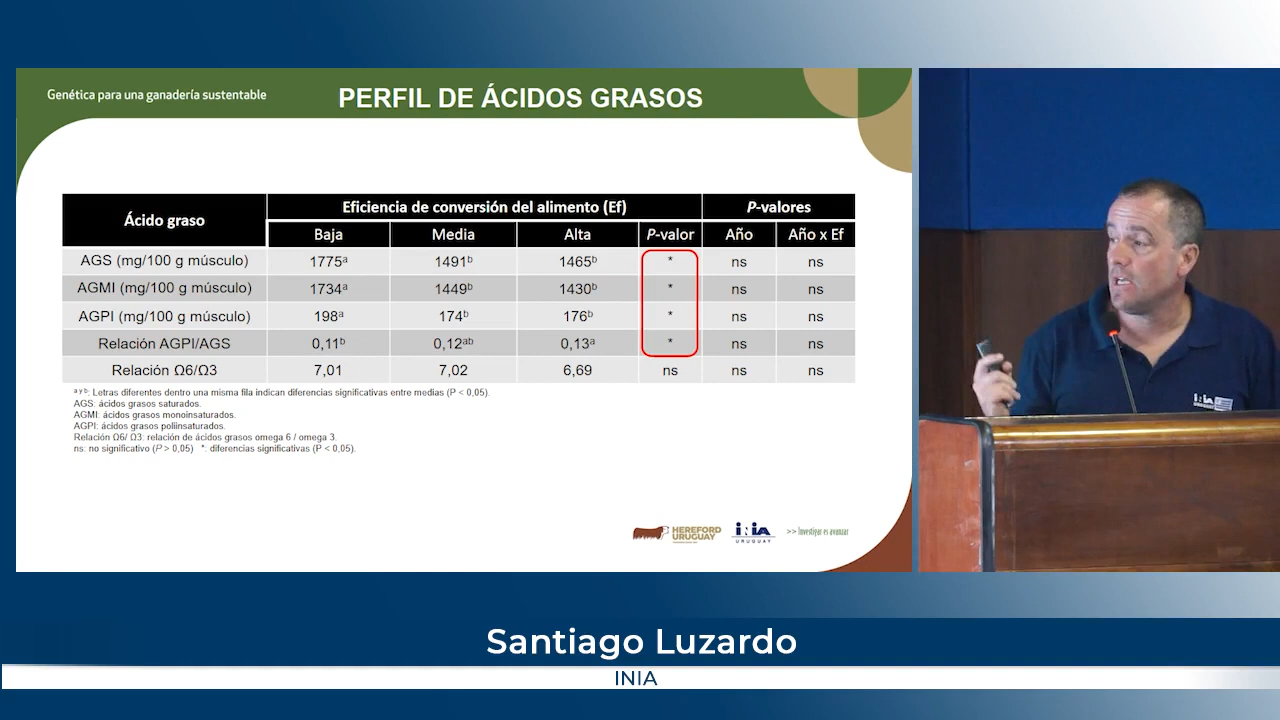 Genética para una ganadería sustentable
PERFIL DE ÁCIDOS GRASOS
Ácido graso Eficiencia de conversión del alimento (Ef) P-valores
Baja Media Alta P-valor Año Año x Ef
AGS (mg/100 g músculo) 1775ᵃ 1491ᵇ 1465ᵇ * ns ns
AGMI (mg/100 g músculo) 1734ᵃ 1449ᵇ 1430ᵇ * ns ns
AGPI (mg/100 g músculo) 198ᵃ 174ᵇ 176ᵇ * ns ns
Relación AGPI/AGS 0,11ᵇ 0,12ᵃᵇ 0,13ᵃ * ns ns
Relación Ω6/Ω3 7,01 7,02 6,69 ns ns ns
ᵃ ʸ ᵇ: Letras diferentes dentro una misma fila indican diferencias significativas entre medias (P < 0,05).
AGS: ácidos grasos saturados.
AGMI: ácidos grasos monoinsaturados.
AGPI: ácidos grasos poliinsaturados.
Relación Ω6/ Ω3: relación de ácidos grasos omega 6 / omega 3.
ns: no significativo (P > 0,05) *: diferencias significativas (P < 0,05).
HEREFORD
URUGUAY
INIA
URUGUAY
>> Investigar es avanzar
INIA
URUGUAY
Santiago Luzardo
INIA